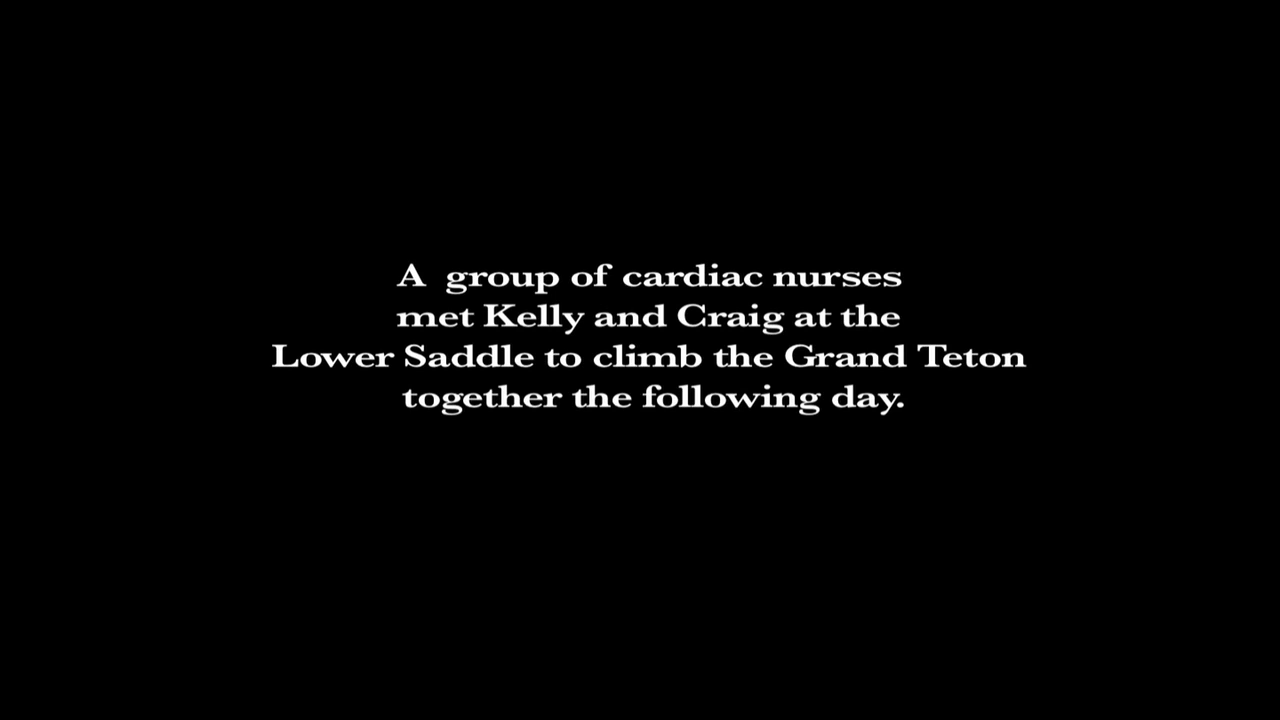 A  group of cardiac nurses
met Kelly and Craig at the
Lower Saddle to climb the Grand Teton
together the following day.